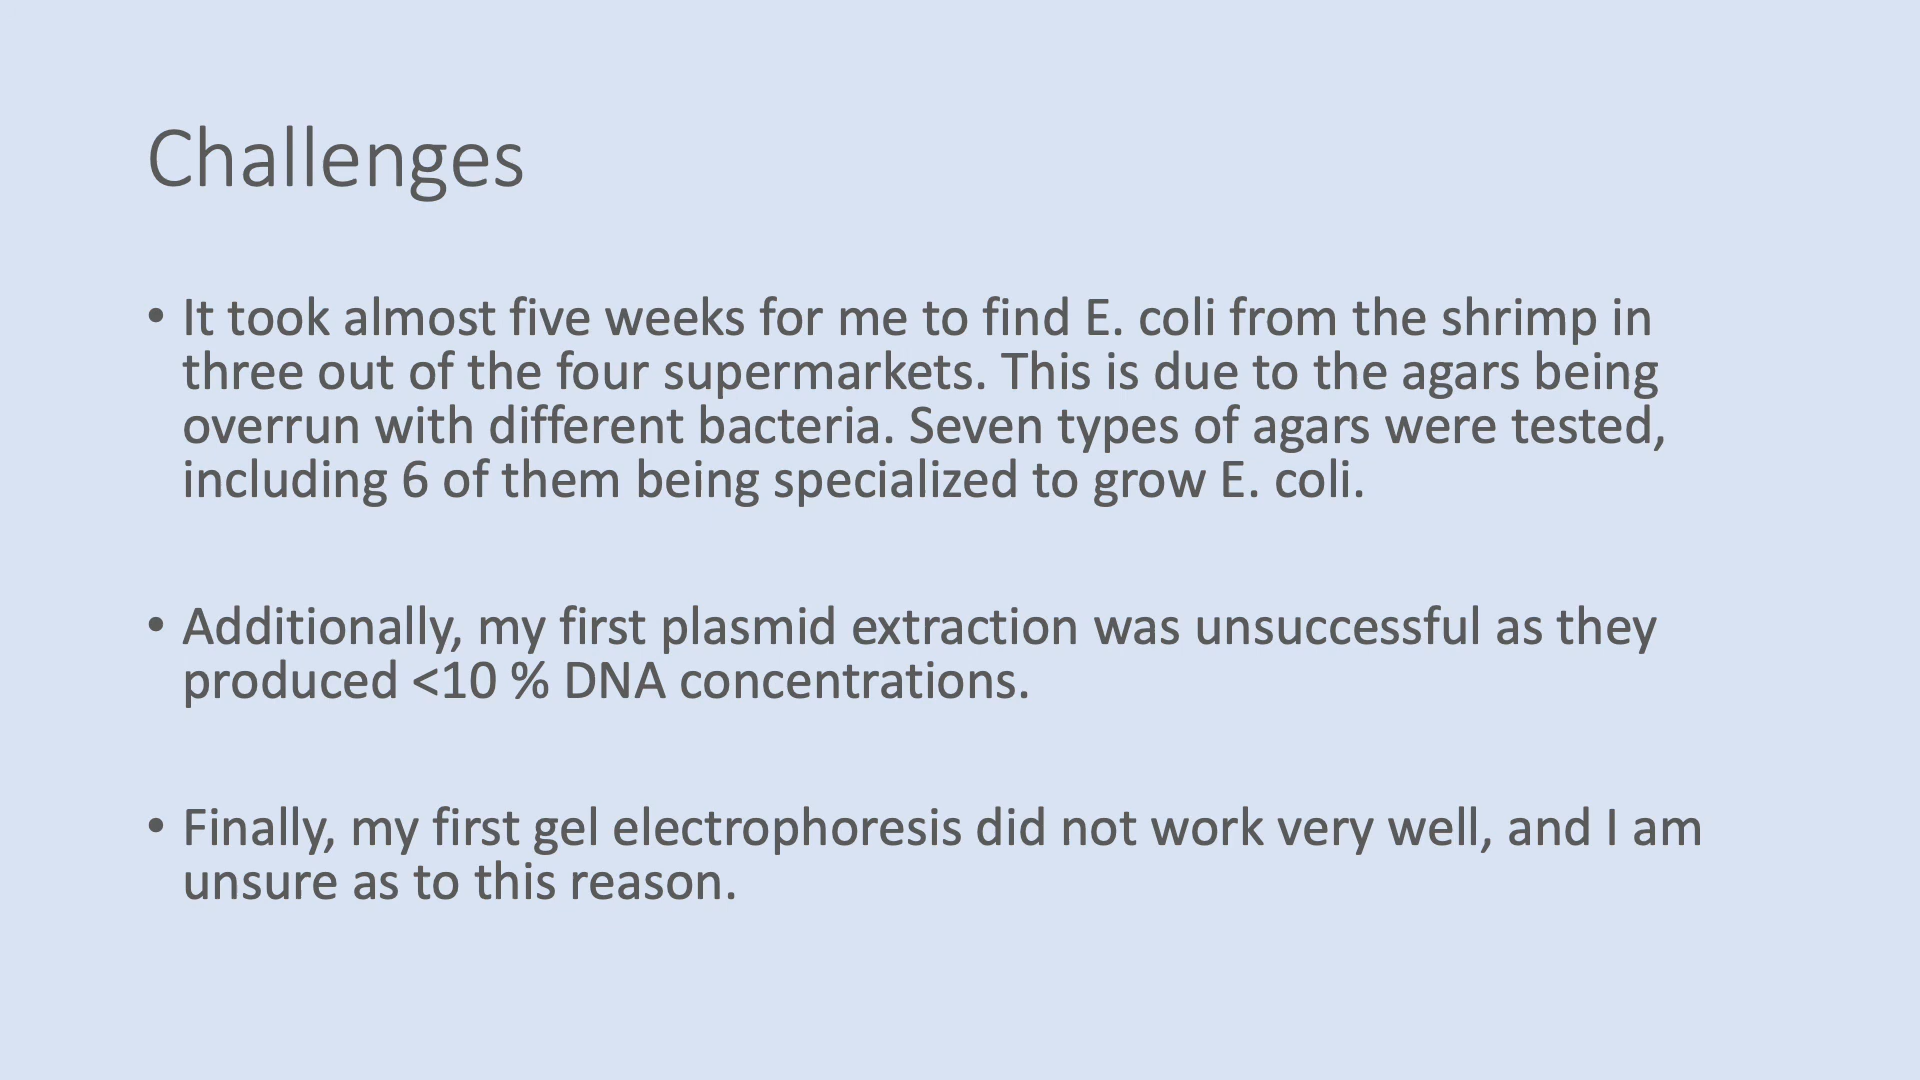 Challenges
• It took almost five weeks for me to find E. coli from the shrimp in
three out of the four supermarkets. This is due to the agars being
overrun with different bacteria. Seven types of agars were tested,
including 6 of them being specialized to grow E. coli.
• Additionally, my first plasmid extraction was unsuccessful as they
produced <10 % DNA concentrations.
• Finally, my first gel electrophoresis did not work very well, and I am
unsure as to this reason.